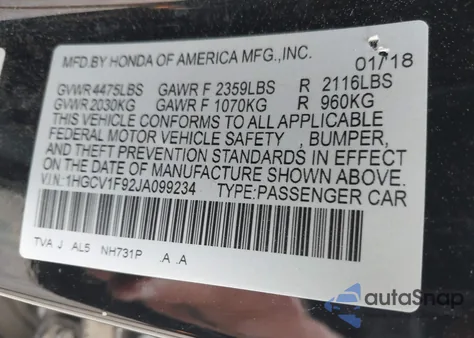 MFD.BY HONDA OF AMERICA MFG.,INC. 01/18
GVWR 4475LBS GAWR F 2359LBS R 2116LBS
GVWR 2030KG GAWR F 1070KG R 960KG
THIS VEHICLE CONFORMS TO ALL APPLICABLE
FEDERAL MOTOR VEHICLE SAFETY , BUMPER,
AND THEFT PREVENTION STANDARDS IN EFFECT
ON THE DATE OF MANUFACTURE SHOWN ABOVE.
V.I.N.:1HGCV1F92JA099234 TYPE:PASSENGER CAR
TVA J AL5 NH731P .A .A
autoSnap